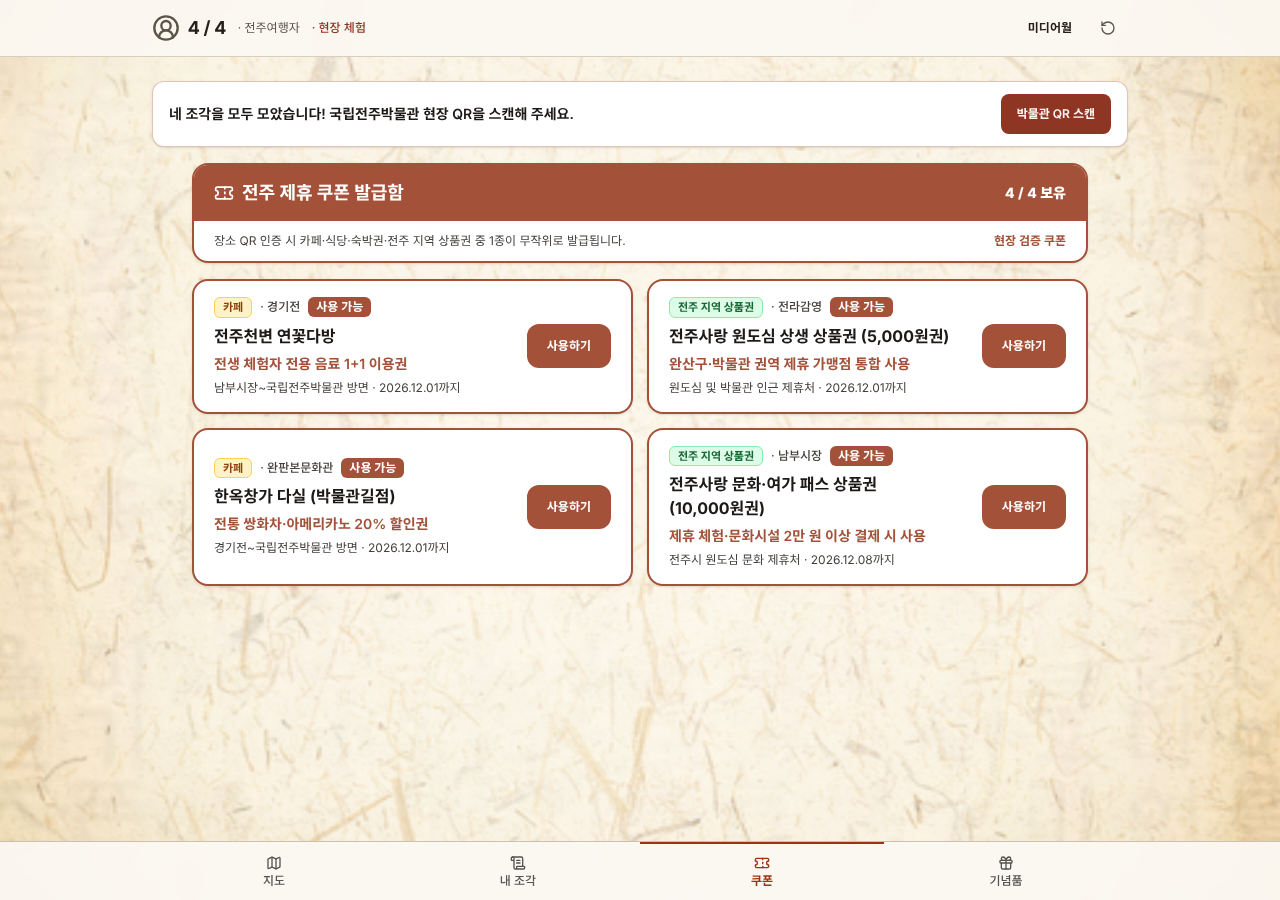 4 / 4 · 전주여행자 · 현장 체험
미디어월
네 조각을 모두 모았습니다! 국립전주박물관 현장 QR을 스캔해 주세요.
박물관 QR 스캔
전주 제휴 쿠폰 발급함
4 / 4 보유
장소 QR 인증 시 카페·식당·숙박권·전주 지역 상품권 중 1종이 무작위로 발급됩니다.
현장 검증 쿠폰
카페 · 경기전 사용 가능
전주천변 연꽃다방
전생 체험자 전용 음료 1+1 이용권
남부시장~국립전주박물관 방면 · 2026.12.01까지
사용하기
전주 지역 상품권 · 전라감영 사용 가능
전주사랑 원도심 상생 상품권 (5,000원권)
완산구·박물관 권역 제휴 가맹점 통합 사용
원도심 및 박물관 인근 제휴처 · 2026.12.01까지
사용하기
카페 · 완판본문화관 사용 가능
한옥창가 다실 (박물관길점)
전통 쌍화차·아메리카노 20% 할인권
경기전~국립전주박물관 방면 · 2026.12.01까지
사용하기
전주 지역 상품권 · 남부시장 사용 가능
전주사랑 문화·여가 패스 상품권
(10,000원권)
제휴 체험·문화시설 2만 원 이상 결제 시 사용
전주시 원도심 문화 제휴처 · 2026.12.08까지
사용하기
지도
내 조각
쿠폰
기념품